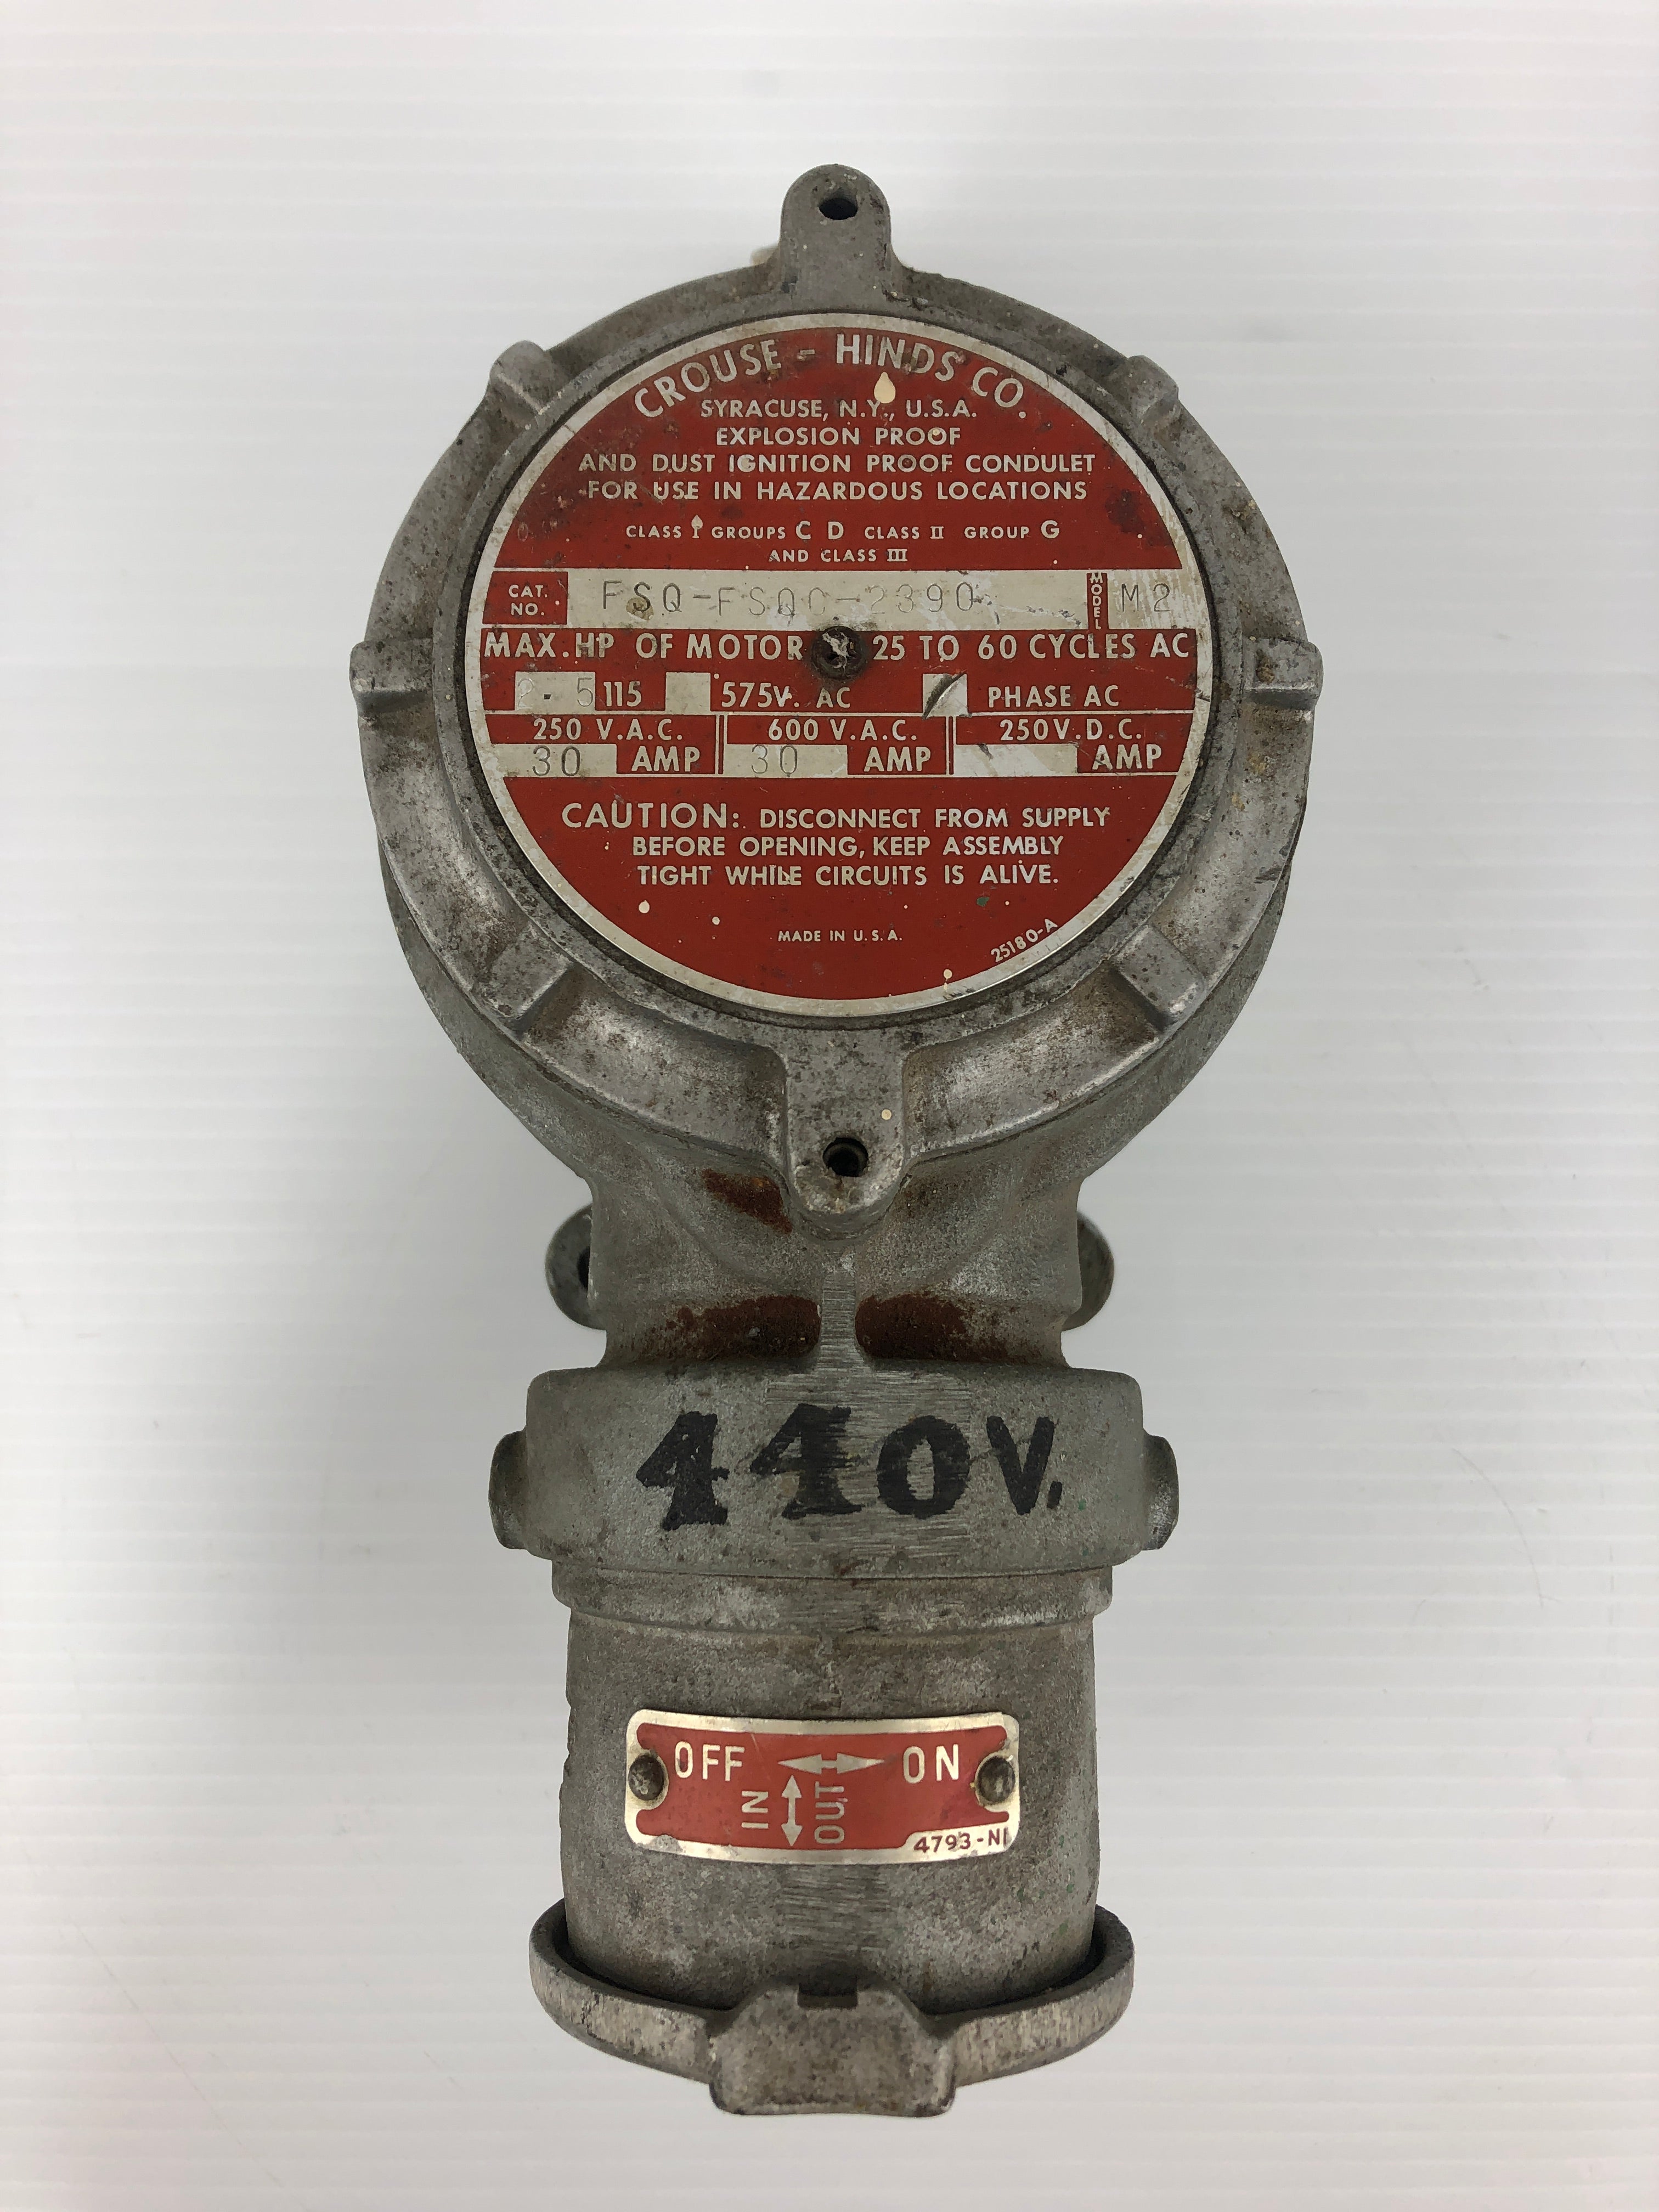 CROUSE - HINDS CO.
SYRACUSE, N.Y., U.S.A.
EXPLOSION PROOF
AND DUST IGNITION PROOF CONDULET
FOR USE IN HAZARDOUS LOCATIONS
CLASS I GROUPS C D CLASS II GROUP G
AND CLASS III
CAT. NO. FSQ-FSQC-2390 MODEL M2
MAX. HP OF MOTOR 25 TO 60 CYCLES AC
2-5 115 575V. AC PHASE AC
250 V.A.C. 600 V.A.C. 250V.D.C.
30 AMP 30 AMP AMP
CAUTION: DISCONNECT FROM SUPPLY
BEFORE OPENING, KEEP ASSEMBLY
TIGHT WHILE CIRCUITS IS ALIVE.
MADE IN U.S.A.
25180-A
440V.
OFF ON
IN OUT
4793-N